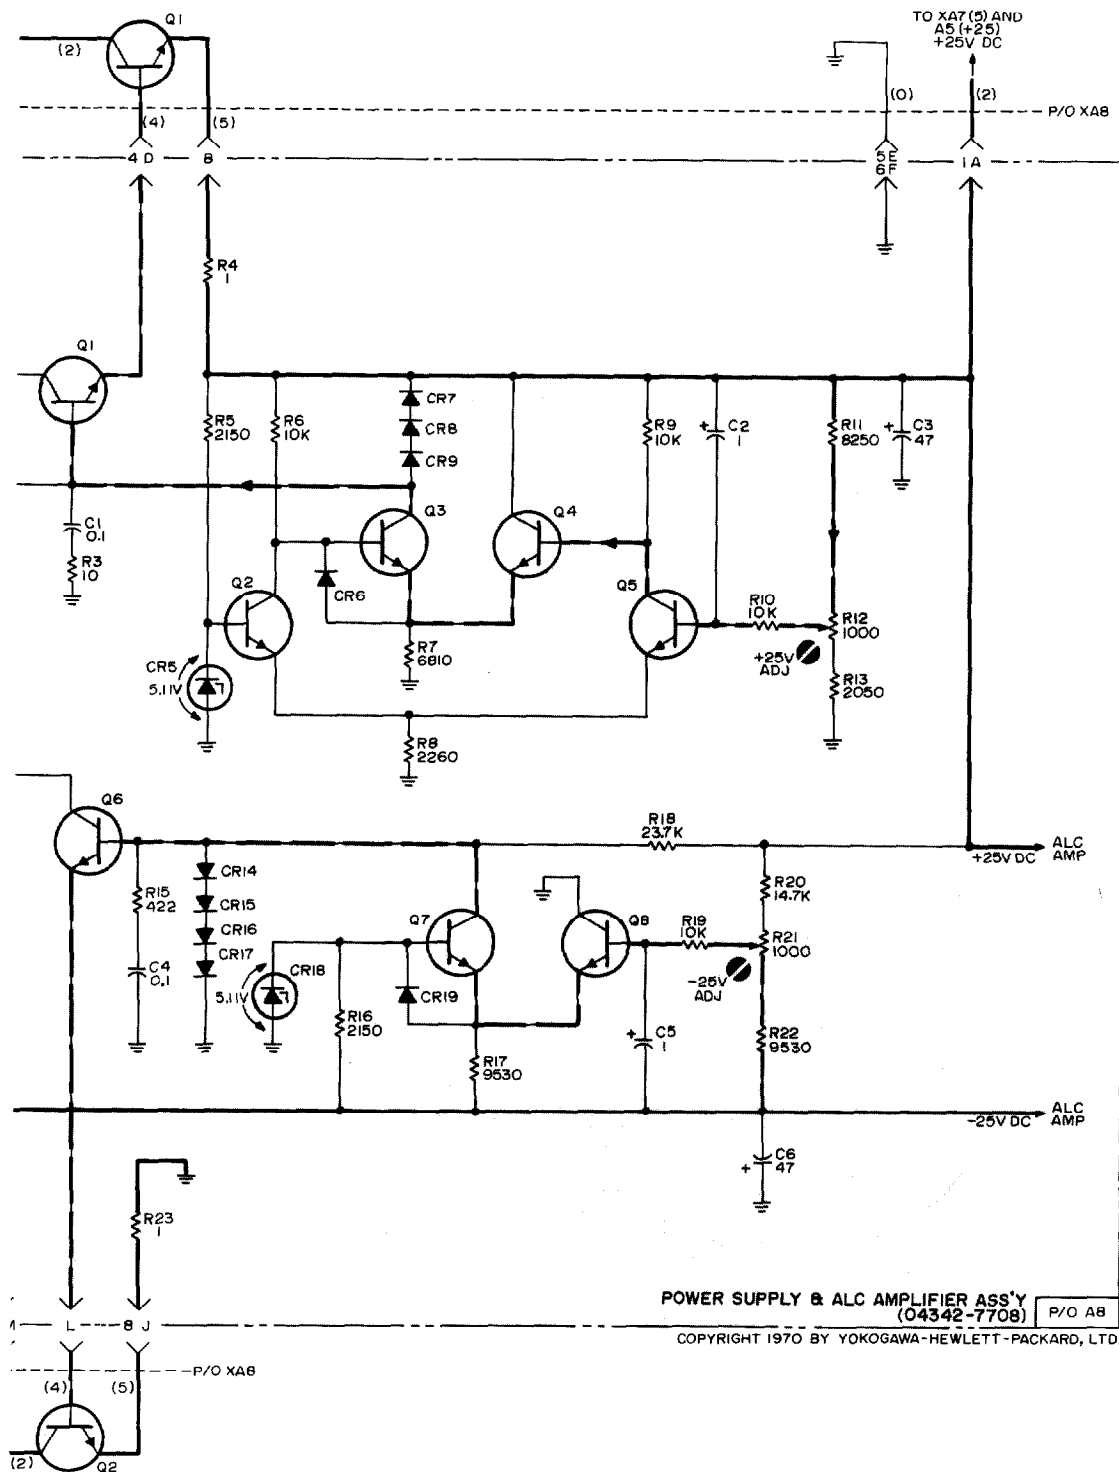 Q1
(2)
TO XA7(5) AND
A5(+25)
+25V DC
(0)
(2)
P/O XA8
(4)
(5)
4 D
8
5E
6F
1 A
R4
1
Q1
R5
2150
R6
10K
CR7
CR8
CR9
R9
10K
+
C2
1
R11
8250
+
C3
47
C1
0.1
R3
10
Q3
Q4
Q2
CR6
Q5
R10
10K
R12
1000
+25V
ADJ
R7
6810
CR5
5.11V
R13
2050
R8
2260
Q6
R18
23.7K
+25V DC
ALC
AMP
R15
422
CR14
CR15
CR16
CR17
R20
14.7K
Q7
Q8
R19
10K
R21
1000
-25V
ADJ
C4
0.1
5.11V
CR18
CR19
R16
2150
+
C5
1
R17
9530
R22
9530
-25V DC
ALC
AMP
+
C6
47
R23
1
POWER SUPPLY & ALC AMPLIFIER ASS'Y
(04342-7708)
P/O A8
COPYRIGHT 1970 BY YOKOGAWA-HEWLETT-PACKARD, LTD
L
8 J
P/O XA8
(4)
(5)
(2)
Q2